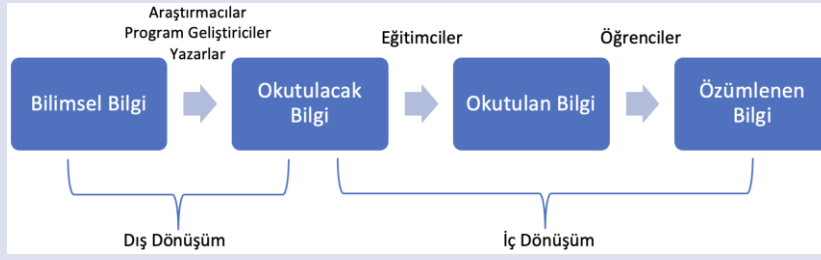 Araştırmacılar
Program Geliştiriciler
Yazarlar
Eğitimciler
Öğrenciler
Bilimsel Bilgi
Okutulacak
Bilgi
Okutulan Bilgi
Özümlenen
Bilgi
Dış Dönüşüm
İç Dönüşüm